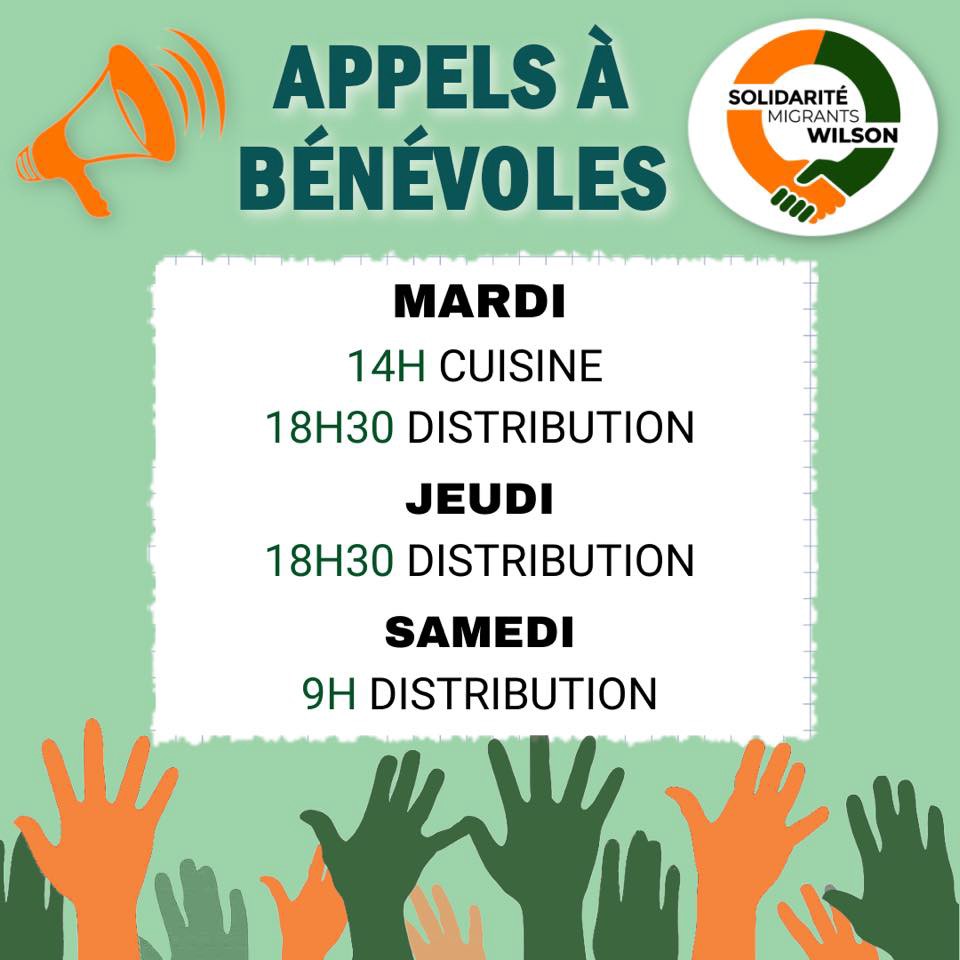 APPELS À
BÉNÉVOLES
SOLIDARITÉ
MIGRANTS
WILSON
MARDI
14H CUISINE
18H30 DISTRIBUTION
JEUDI
18H30 DISTRIBUTION
SAMEDI
9H DISTRIBUTION